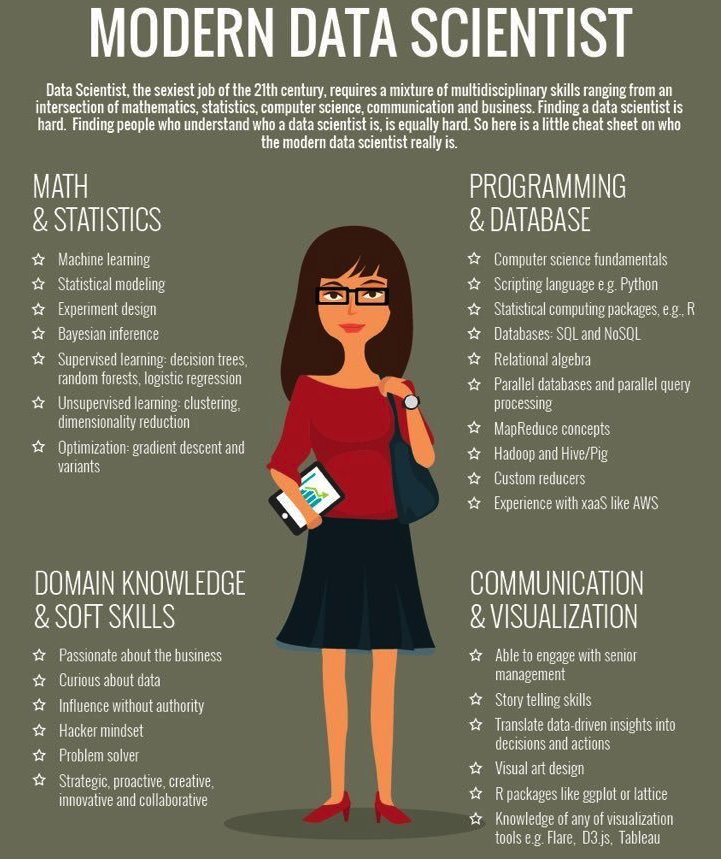 MODERN DATA SCIENTIST
Data Scientist, the sexiest job of the 21th century, requires a mixture of multidisciplinary skills ranging from an
intersection of mathematics, statistics, computer science, communication and business. Finding a data scientist is
hard. Finding people who understand who a data scientist is, is equally hard. So here is a little cheat sheet on who
the modern data scientist really is.
MATH
& STATISTICS
Machine learning
Statistical modeling
Experiment design
Bayesian inference
Supervised learning: decision trees,
random forests, logistic regression
Unsupervised learning: clustering,
dimensionality reduction
Optimization: gradient descent and
variants
PROGRAMMING
& DATABASE
Computer science fundamentals
Scripting language e.g. Python
Statistical computing packages, e.g., R
Databases: SQL and NoSQL
Relational algebra
Parallel databases and parallel query
processing
MapReduce concepts
Hadoop and Hive/Pig
Custom reducers
Experience with xaaS like AWS
DOMAIN KNOWLEDGE
& SOFT SKILLS
Passionate about the business
Curious about data
Influence without authority
Hacker mindset
Problem solver
Strategic, proactive, creative,
innovative and collaborative
COMMUNICATION
& VISUALIZATION
Able to engage with senior
management
Story telling skills
Translate data-driven insights into
decisions and actions
Visual art design
R packages like ggplot or lattice
Knowledge of any of visualization
tools e.g. Flare, D3.js, Tableau